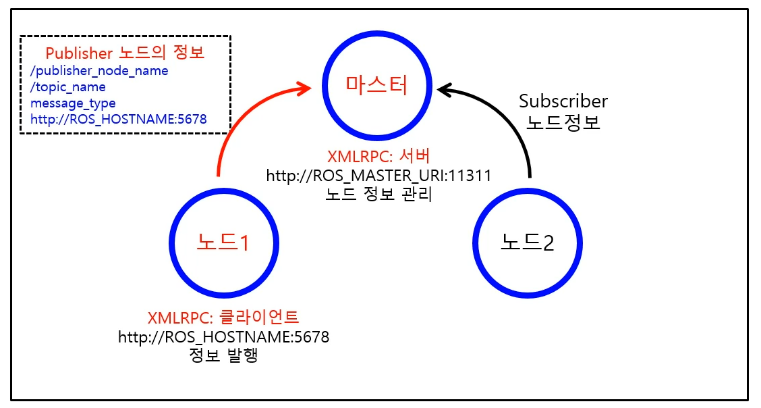 Publisher 노드의 정보
/publisher_node_name
/topic_name
message_type
http://ROS_HOSTNAME:5678
마스터
Subscriber
노드정보
XMLRPC: 서버
http://ROS_MASTER_URI:11311
노드 정보 관리
노드1
노드2
XMLRPC: 클라이언트
http://ROS_HOSTNAME:5678
정보 발행